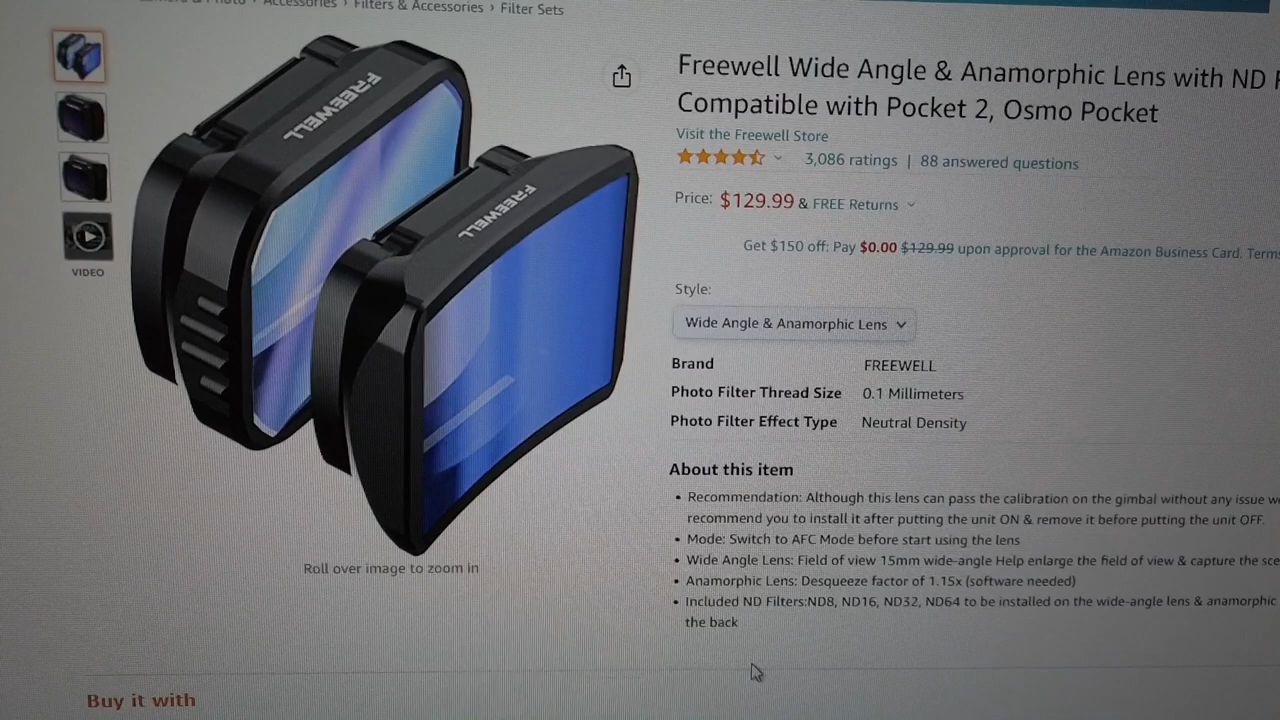 Accessories › Filters & Accessories › Filter Sets
FREEWELL
FREEWELL
VIDEO
Roll over image to zoom in
Freewell Wide Angle & Anamorphic Lens with ND
Compatible with Pocket 2, Osmo Pocket
Visit the Freewell Store
3,086 ratings | 88 answered questions
Price: $129.99 & FREE Returns
Get $150 off: Pay $0.00 $129.99 upon approval for the Amazon Business Card. Terms
Style:
Wide Angle & Anamorphic Lens
Brand FREEWELL
Photo Filter Thread Size 0.1 Millimeters
Photo Filter Effect Type Neutral Density
About this item
• Recommendation: Although this lens can pass the calibration on the gimbal without any issue
recommend you to install it after putting the unit ON & remove it before putting the unit OFF.
• Mode: Switch to AFC Mode before start using the lens
• Wide Angle Lens: Field of view 15mm wide-angle Help enlarge the field of view & capture the
• Anamorphic Lens: Desqueeze factor of 1.15x (software needed)
• Included ND Filters:ND8, ND16, ND32, ND64 to be installed on the wide-angle lens & anamorphic
the back
Buy it with